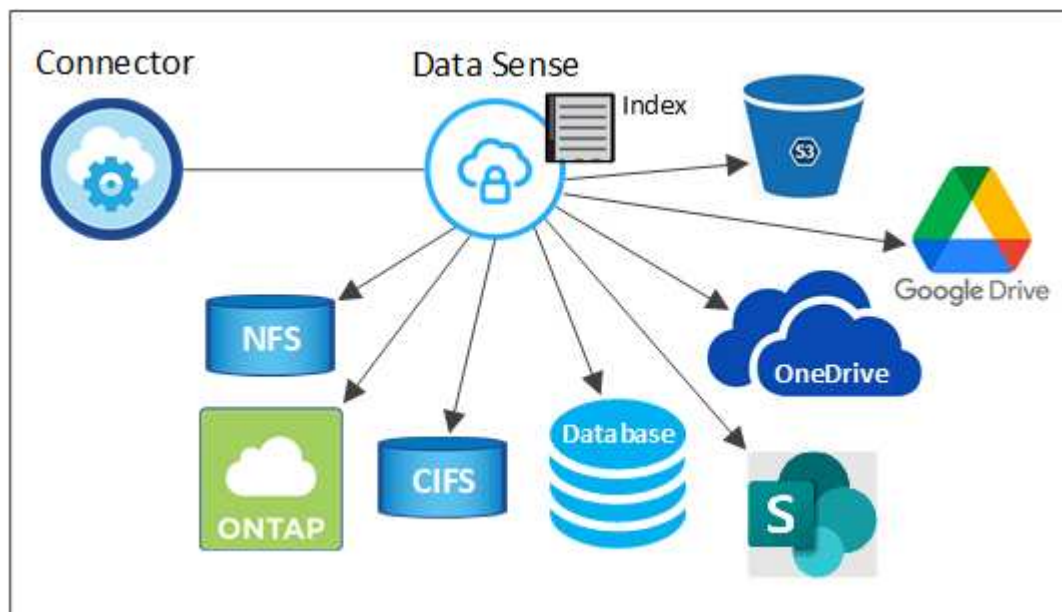 Connector
Data Sense
Index
S3
Google Drive
NFS
OneDrive
ONTAP
CIFS
Database
S